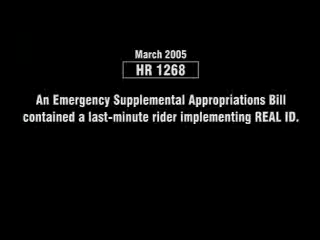 March 2005
HR 1268
An Emergency Supplemental Appropriations Bill
contained a last-minute rider implementing REAL ID.